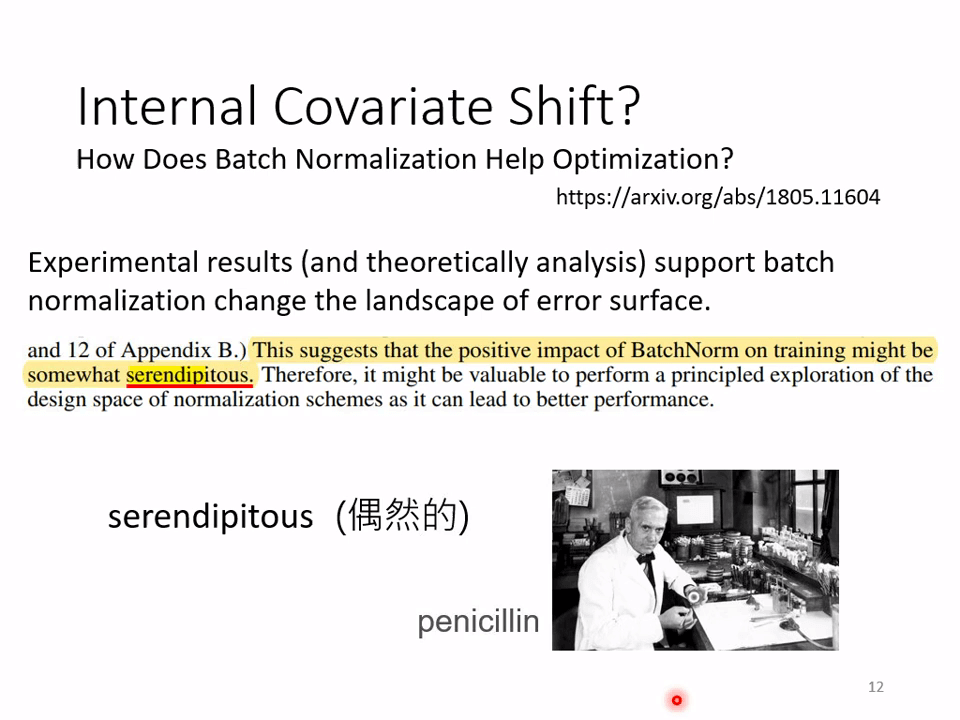 Internal Covariate Shift?
How Does Batch Normalization Help Optimization?
https://arxiv.org/abs/1805.11604
Experimental results (and theoretically analysis) support batch
normalization change the landscape of error surface.
and 12 of Appendix B.) This suggests that the positive impact of BatchNorm on training might be
somewhat serendipitous. Therefore, it might be valuable to perform a principled exploration of the
design space of normalization schemes as it can lead to better performance.
serendipitous (偶然的)
penicillin
12